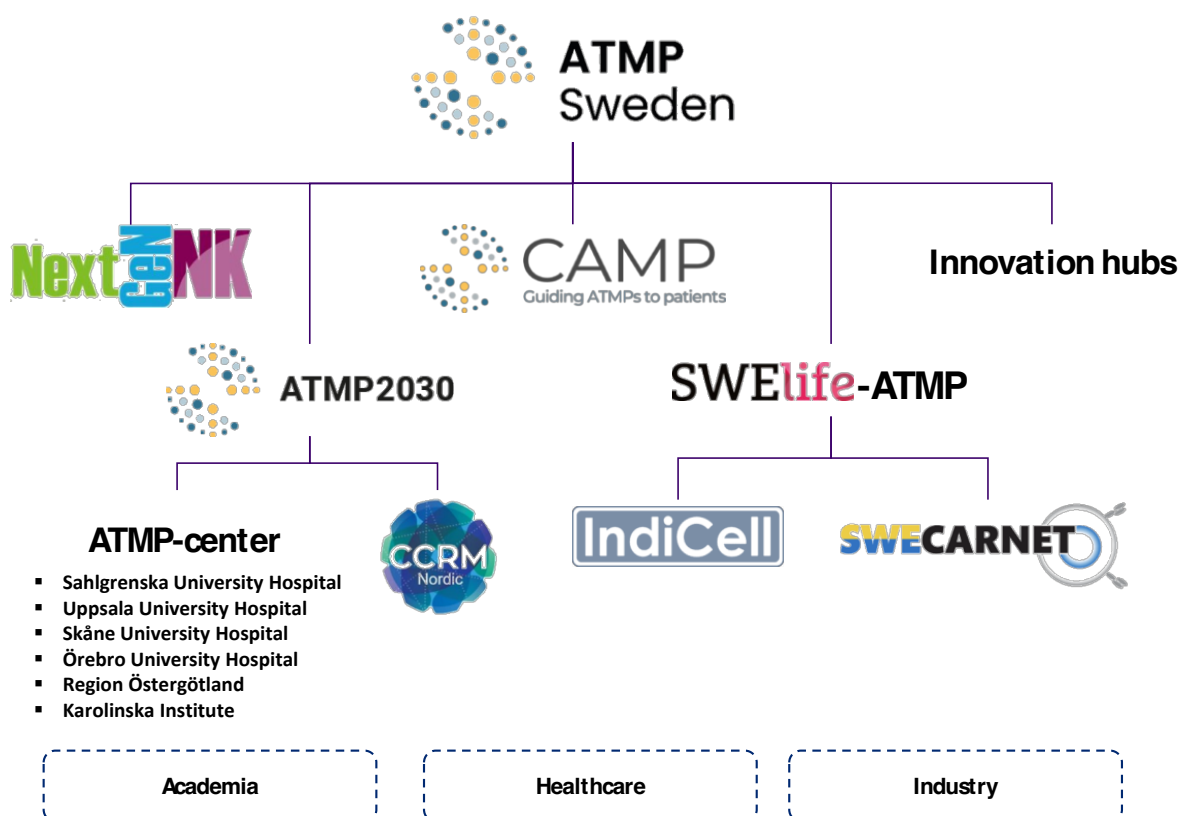 ATMP
Sweden
NextGenNK
CAMP
Guiding ATMPs to patients
Innovation hubs
ATMP2030
SWElife-ATMP
ATMP-center
CCRM
Nordic
IndiCell
SWECARNET
▪ Sahlgrenska University Hospital
▪ Uppsala University Hospital
▪ Skåne University Hospital
▪ Örebro University Hospital
▪ Region Östergötland
▪ Karolinska Institute
Academia
Healthcare
Industry